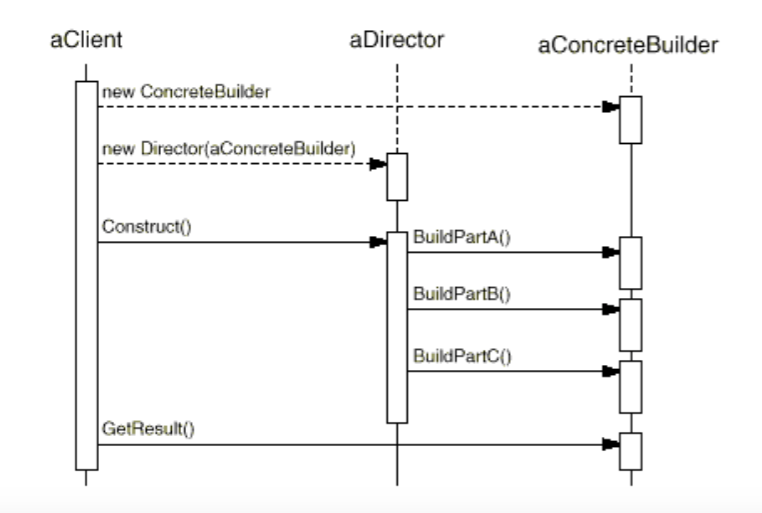 aClient
aDirector
aConcreteBuilder
new ConcreteBuilder
new Director(aConcreteBuilder)
Construct()
BuildPartA()
BuildPartB()
BuildPartC()
GetResult()